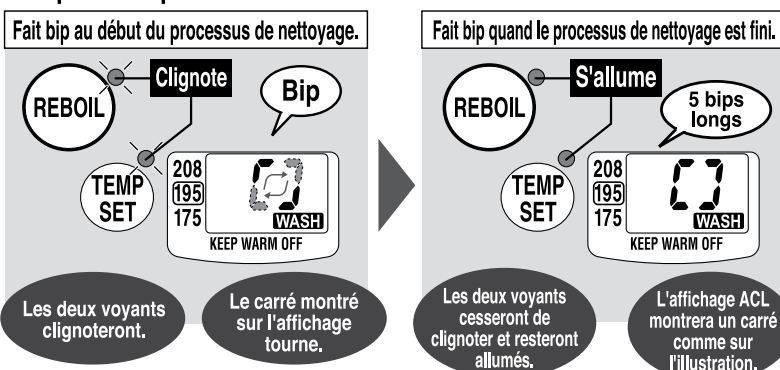 Fait bip au début du processus de nettoyage.
Clignote
REBOIL
Bip
TEMP
SET
208
195
175
WASH
KEEP WARM OFF
Les deux voyants
clignoteront.
Le carré montré
sur l'affichage
tourne.
Fait bip quand le processus de nettoyage est fini.
S'allume
REBOIL
5 bips
longs
TEMP
SET
208
195
175
WASH
KEEP WARM OFF
Les deux voyants
cesseront de
clignoter et resteront
allumés.
L'affichage ACL
montrera un carré
comme sur
l'illustration.